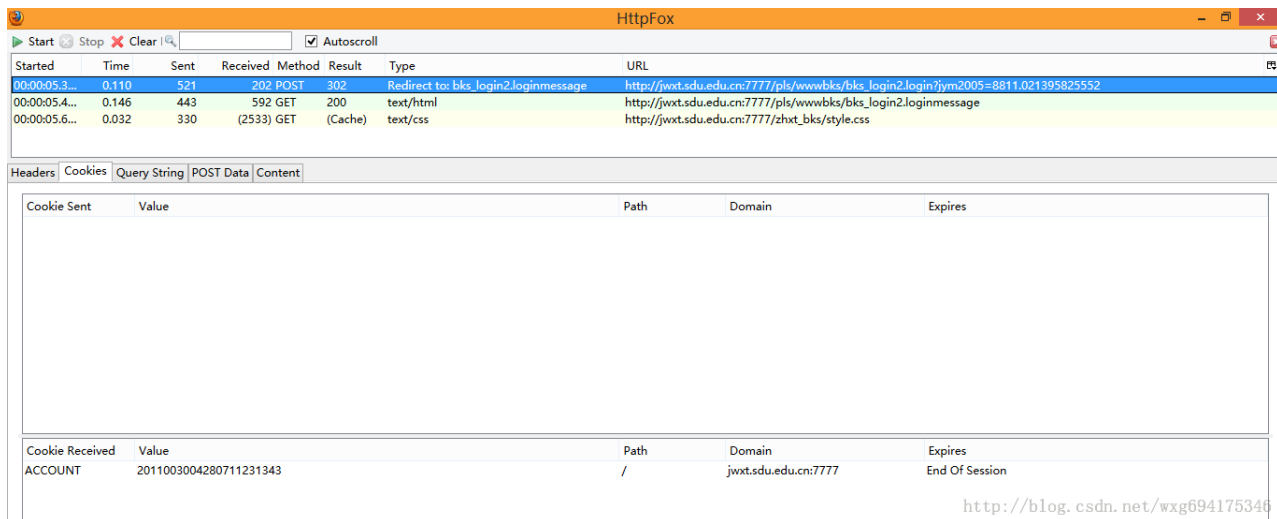 HttpFox
Start Stop Clear Autoscroll
Started Time Sent Received Method Result Type URL
00:00:05.3... 0.110 521 202 POST 302 Redirect to: bks_login2.loginmessage http://jwxt.sdu.edu.cn:7777/pls/wwwbks/bks_login2.login?jym2005=8811.021395825552
00:00:05.4... 0.146 443 592 GET 200 text/html http://jwxt.sdu.edu.cn:7777/pls/wwwbks/bks_login2.loginmessage
00:00:05.6... 0.032 330 (2533) GET (Cache) text/css http://jwxt.sdu.edu.cn:7777/zhxt_bks/style.css
Headers Cookies Query String POST Data Content
Cookie Sent Value Path Domain Expires
Cookie Received Value Path Domain Expires
ACCOUNT 2011003004280711231343 / jwxt.sdu.edu.cn:7777 End Of Session
http://blog.csdn.net/wxg694175346